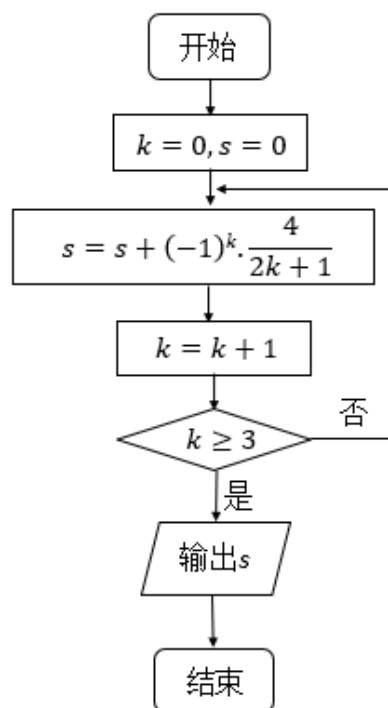 开始
k = 0, s = 0
s = s + (−1)^k. 4/(2k + 1)
k = k + 1
k ≥ 3
否
是
输出s
结束